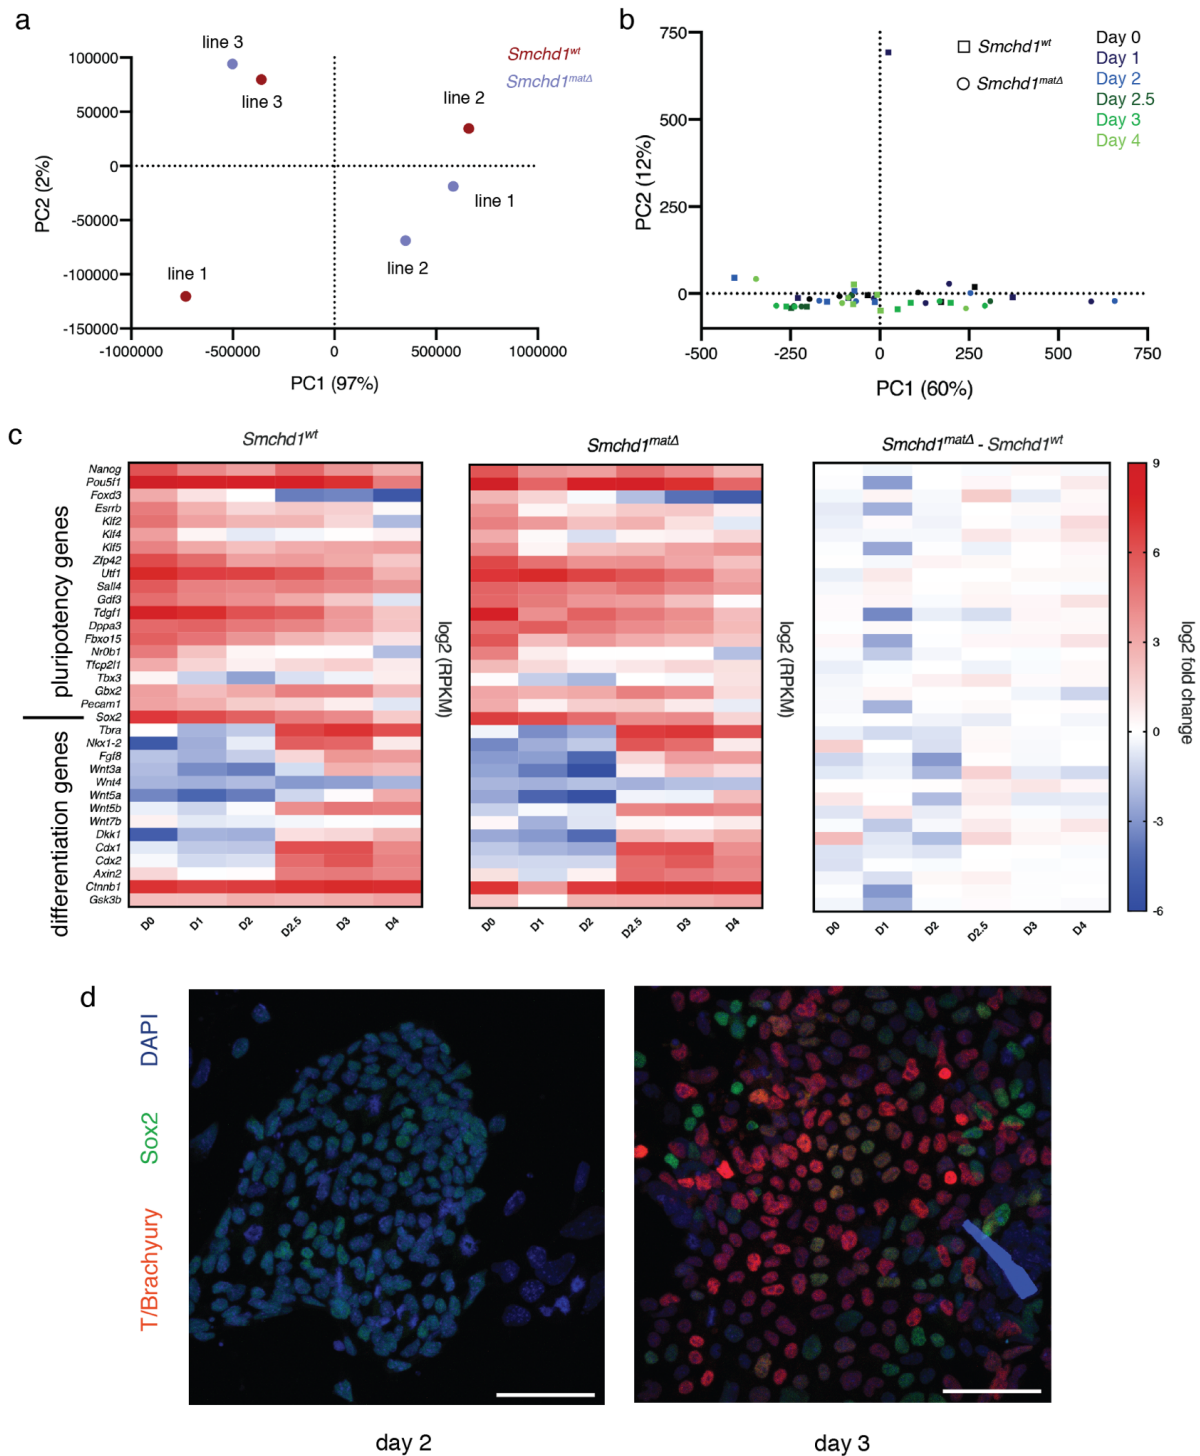 a
line 3
line 3
line 2
line 1
line 2
line 1
Smchd1wt
Smchd1matΔ
100000
50000
0
-50000
-100000
-150000
-1000000
-500000
0
500000
1000000
PC2 (2%)
PC1 (97%)
b
750
500
250
0
-500
-250
0
250
500
750
PC2 (12%)
PC1 (60%)
Smchd1wt
Smchd1matΔ
Day 0
Day 1
Day 2
Day 2.5
Day 3
Day 4
c
Smchd1wt
Smchd1matΔ
Smchd1matΔ - Smchd1wt
pluripotency genes
differentiation genes
Nanog
Pou5f1
Foxd3
Esrrb
Klf2
Klf4
Klf5
Zfp42
Utf1
Sall4
Gdf3
Tdgf1
Dppa3
Fbxo15
Nr0b1
Tfcp2l1
Tbx3
Gbx2
Pecam1
Sox2
Tbra
Nkx1-2
Fgf8
Wnt3a
Wnt4
Wnt5a
Wnt5b
Wnt7b
Dkk1
Cdx1
Cdx2
Axin2
Ctnnb1
Gsk3b
D0 D1 D2 D2.5 D3 D4
log2 (RPKM)
D0 D1 D2 D2.5 D3 D4
log2 (RPKM)
D0 D1 D2 D2.5 D3 D4
9
6
3
0
-3
-6
log2 fold change
d
T/Brachyury Sox2 DAPI
day 2
day 3